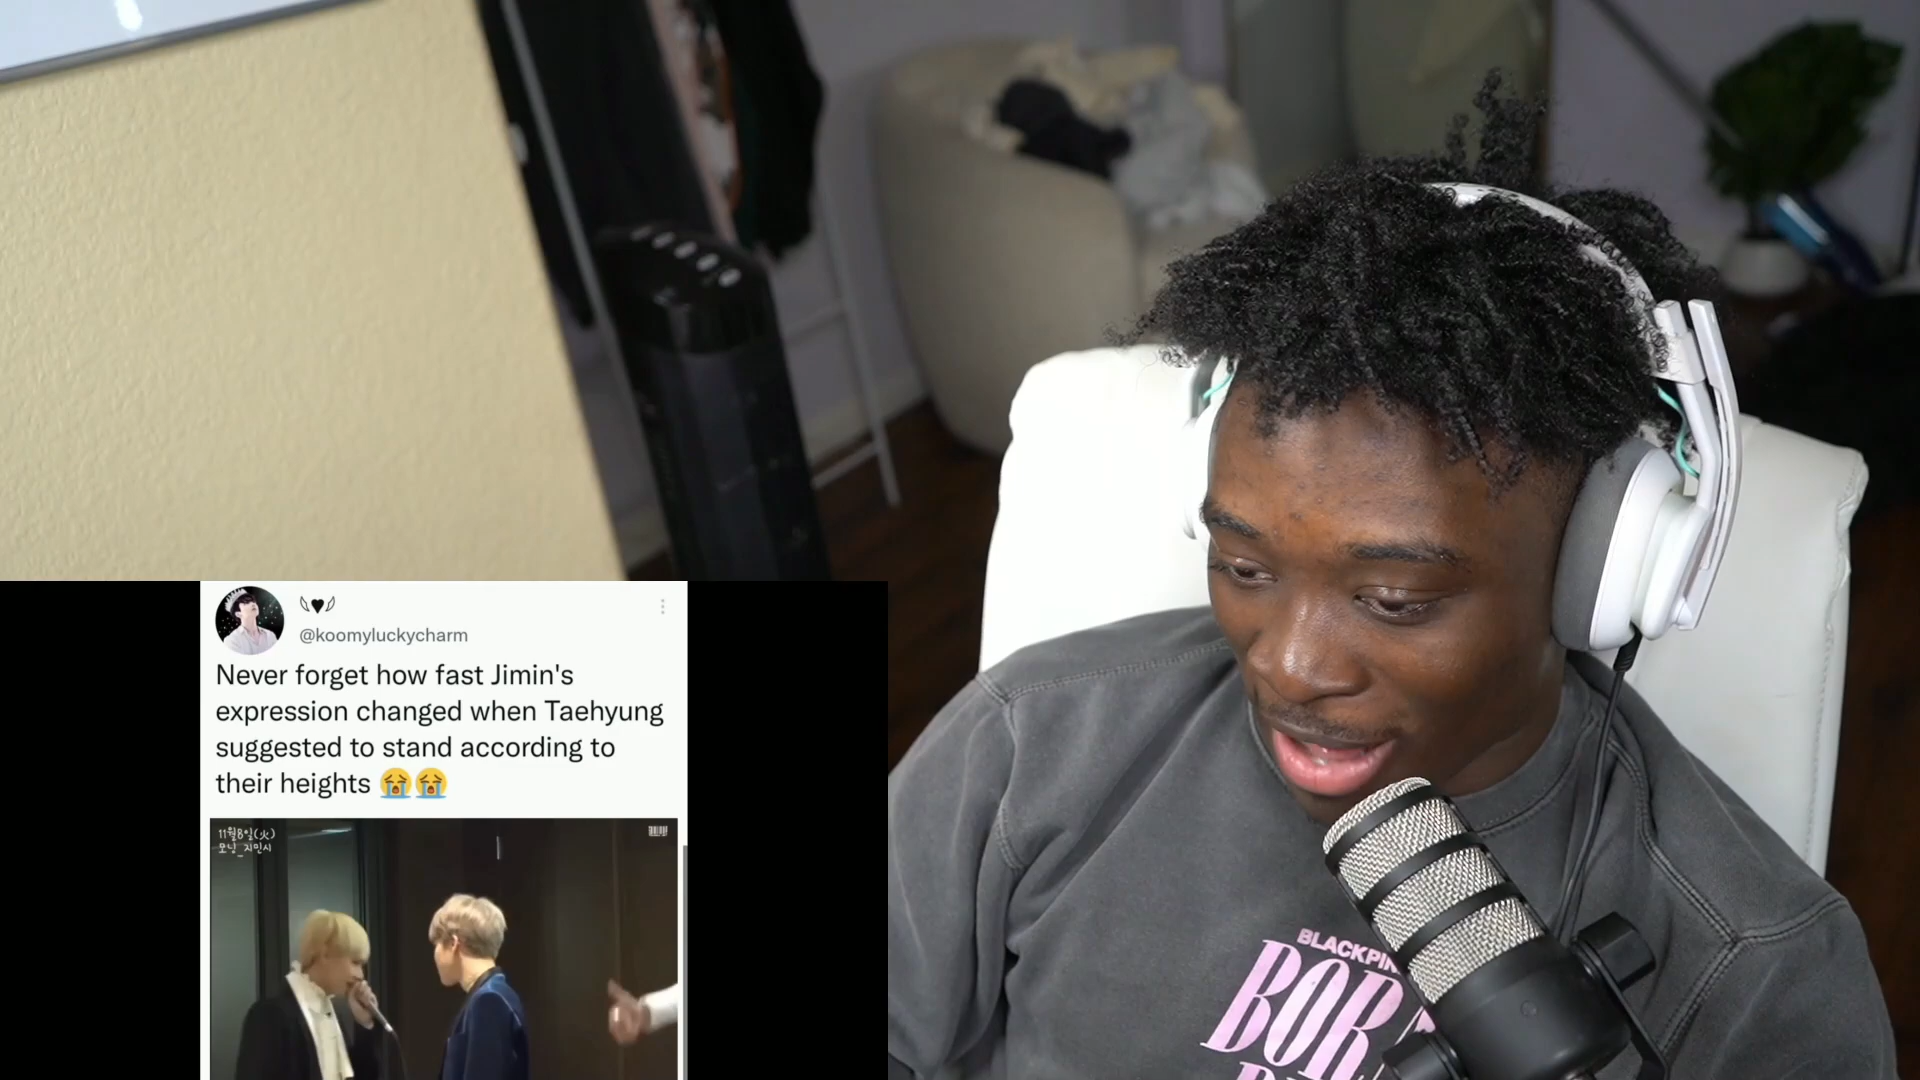 @koomyluckycharm
Never forget how fast Jimin's
expression changed when Taehyung
suggested to stand according to
their heights 😭😭
11월8일(火)
모닝_지민시
BLACKPIN
BOR